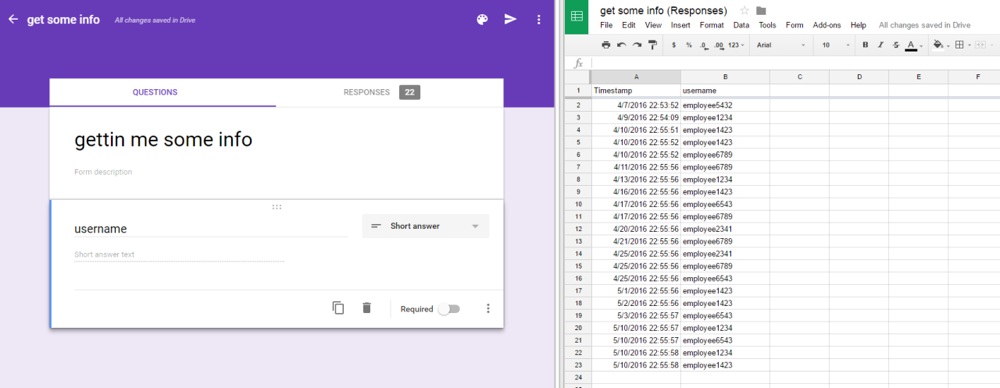 get some info All changes saved in Drive
QUESTIONS RESPONSES 22
gettin me some info
Form description
username Short answer
Short answer text
Required
get some info (Responses)
File Edit View Insert Format Data Tools Form Add-ons Help All changes saved in Drive
$ % .0 .00 123 Arial 10 B I S A
fx
A B C D E F
1 Timestamp username
2 4/7/2016 22:53:52 employee5432
3 4/9/2016 22:54:09 employee1234
4 4/10/2016 22:55:51 employee1423
5 4/10/2016 22:55:52 employee1423
6 4/10/2016 22:55:52 employee6789
7 4/11/2016 22:55:56 employee6789
8 4/13/2016 22:55:56 employee1234
9 4/16/2016 22:55:56 employee1423
10 4/17/2016 22:55:56 employee6543
11 4/17/2016 22:55:56 employee6789
12 4/20/2016 22:55:56 employee2341
13 4/21/2016 22:55:56 employee6789
14 4/25/2016 22:55:56 employee2341
15 4/25/2016 22:55:56 employee6789
16 4/25/2016 22:55:56 employee6543
17 5/1/2016 22:55:56 employee1423
18 5/2/2016 22:55:56 employee1423
19 5/3/2016 22:55:57 employee6543
20 5/10/2016 22:55:57 employee1234
21 5/10/2016 22:55:57 employee6543
22 5/10/2016 22:55:58 employee1234
23 5/10/2016 22:55:58 employee1423
24